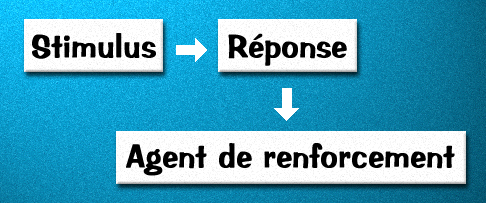 Stimulus
Réponse
Agent de renforcement